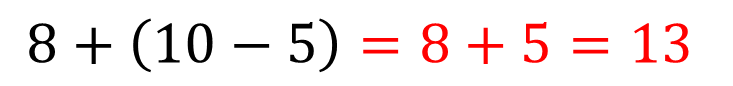 8 + (10 − 5) = 8 + 5 = 13